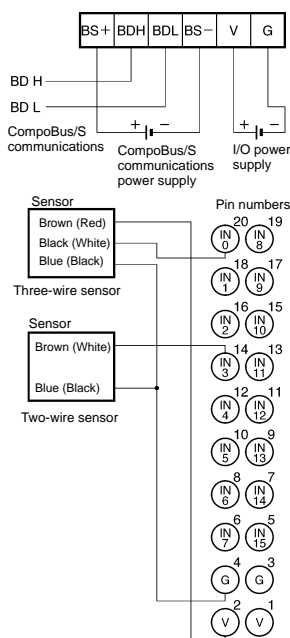 BS+ BDH BDL BS− V G
BD H
BD L
CompoBus/S
communications
+ −
CompoBus/S
communications
power supply
+ −
I/O power
supply
Sensor
Brown (Red)
Black (White)
Blue (Black)
Three-wire sensor
Sensor
Brown (White)
Blue (Black)
Two-wire sensor
Pin numbers
20 19
IN 0 IN 8
18 17
IN 1 IN 9
16 15
IN 2 IN 10
14 13
IN 3 IN 11
12 11
IN 4 IN 12
10 9
IN 5 IN 13
8 7
IN 6 IN 14
6 5
IN 7 IN 15
4 3
G G
2 1
V V